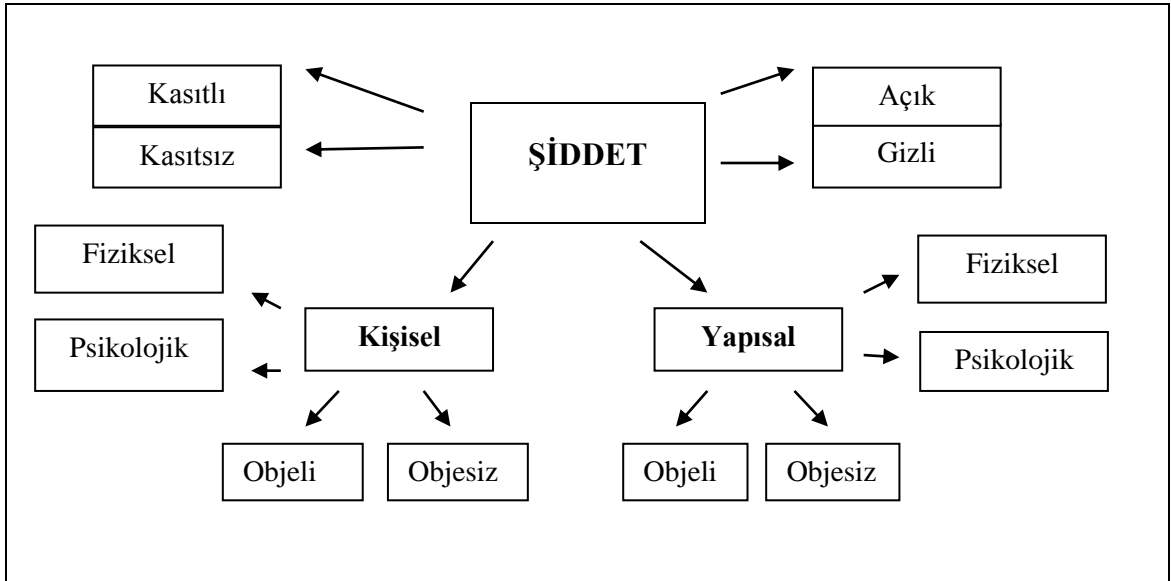 Kasıtlı
Kasıtsız
ŞİDDET
Açık
Gizli
Fiziksel
Psikolojik
Kişisel
Yapısal
Fiziksel
Psikolojik
Objeli
Objesiz
Objeli
Objesiz